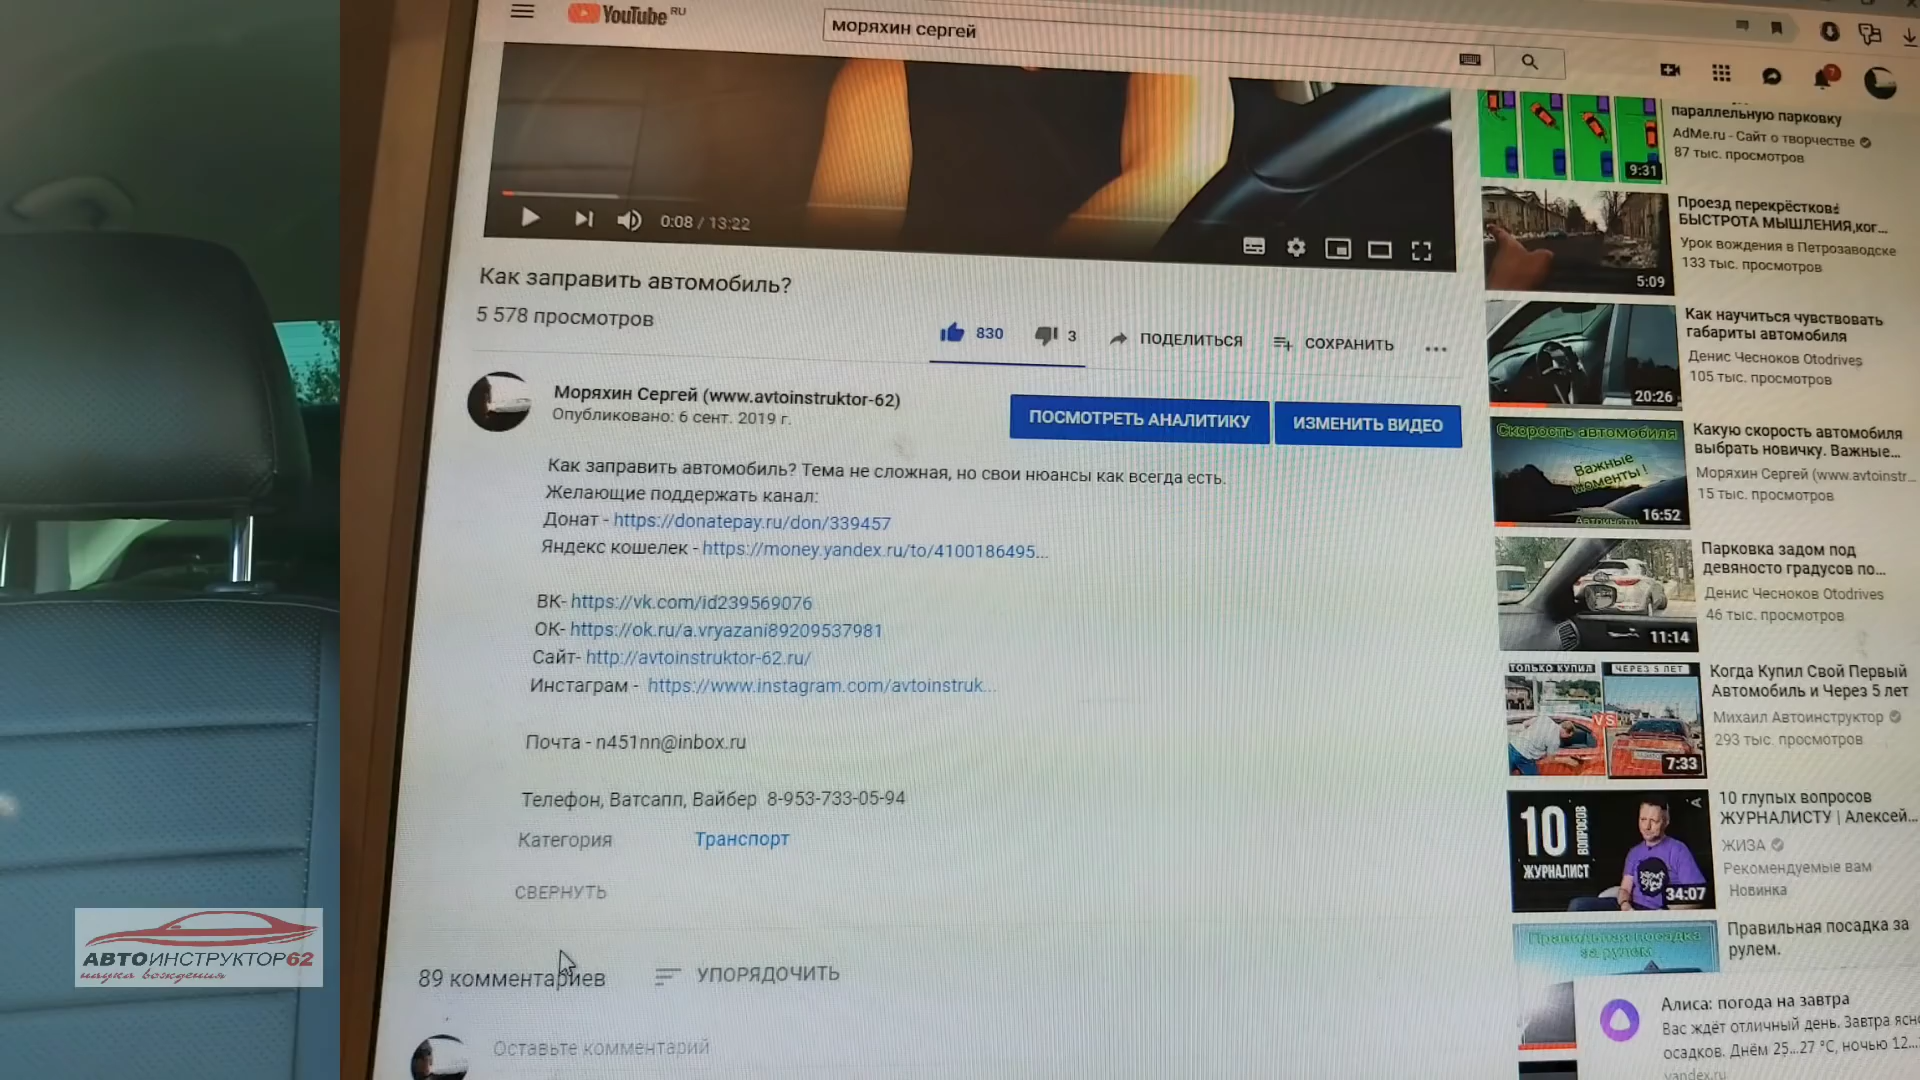 YouTube RU
моряхин сергей
7
0:08 / 13:22
Как заправить автомобиль?
5 578 просмотров
830
3
ПОДЕЛИТЬСЯ
СОХРАНИТЬ
Моряхин Сергей (www.avtoinstruktor-62)
Опубликовано: 6 сент. 2019 г.
ПОСМОТРЕТЬ АНАЛИТИКУ
ИЗМЕНИТЬ ВИДЕО
Как заправить автомобиль? Тема не сложная, но свои нюансы как всегда есть.
Желающие поддержать канал:
Донат - https://donatepay.ru/don/339457
Яндекс кошелек - https://money.yandex.ru/to/4100186495...
ВК- https://vk.com/id239569076
ОК- https://ok.ru/a.vryazani89209537981
Сайт- http://avtoinstruktor-62.ru/
Инстаграм - https://www.instagram.com/avtoinstruk...
Почта - n451nn@inbox.ru
Телефон, Ватсапп, Вайбер 8-953-733-05-94
Категория
Транспорт
СВЕРНУТЬ
89 комментариев
УПОРЯДОЧИТЬ
Оставьте комментарий
параллельную парковку
AdMe.ru - Сайт о творчестве
87 тыс. просмотров
9:31
Проезд перекрёстков
БЫСТРОТА МЫШЛЕНИЯ,ког...
Урок вождения в Петрозаводске
133 тыс. просмотров
5:09
Как научиться чувствовать
габариты автомобиля
Денис Чесноков Otodrives
105 тыс. просмотров
20:26
Скорость автомобиля
Важные
моменты !
16:52
Какую скорость автомобиля
выбрать новичку. Важные...
Моряхин Сергей (www.avtoinstr...
15 тыс. просмотров
Парковка задом под
девяносто градусов по...
Денис Чесноков Otodrives
46 тыс. просмотров
11:14
ТОЛЬКО КУПИЛ
ЧЕРЕЗ 5 ЛЕТ
VS
7:33
Когда Купил Свой Первый
Автомобиль и Через 5 лет
Михаил Автоинструктор
293 тыс. просмотров
10
ВОПРОСОВ
ЖУРНАЛИСТ
34:07
10 глупых вопросов
ЖУРНАЛИСТУ | Алексей...
ЖИЗА
Рекомендуемые вам
Новинка
Правильная посадка
за рулем
Правильная посадка за
рулем.
Алиса: погода на завтра
Вас ждёт отличный день. Завтра ясно
осадков. Днём 25...27 °C, ночью 12...
yandex.ru
АВТОИНСТРУКТОР62
наука вождения